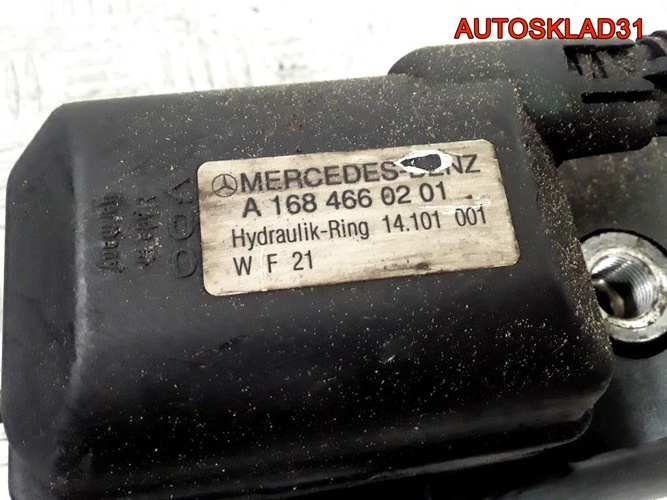 AUTOSKLAD31
MERCEDES-BENZ
A 168 466 02 01
Hydraulik-Ring 14.101 001
W F 21